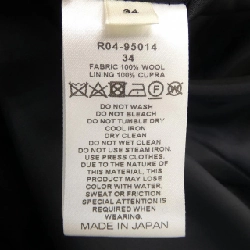 34
R04-95014
34
FABRIC 100% WOOL
LINING 100% CUPRA
DO NOT WASH
DO NOT BLEACH
DO NOT TUMBLE DRY
COOL IRON
DRY CLEAN
DO NOT WET CLEAN
DO NOT USE STEAM IRON.
USE PRESS CLOTHES.
DUE TO THE NATURE OF
THIS MATERIAL, THIS
PRODUCT MAY LOSE
COLOR WITH WATER,
SWEAT OR FRICTION
SPECIAL ATTENTION IS
REQUIRED WHEN
WEARING.
MADE IN JAPAN